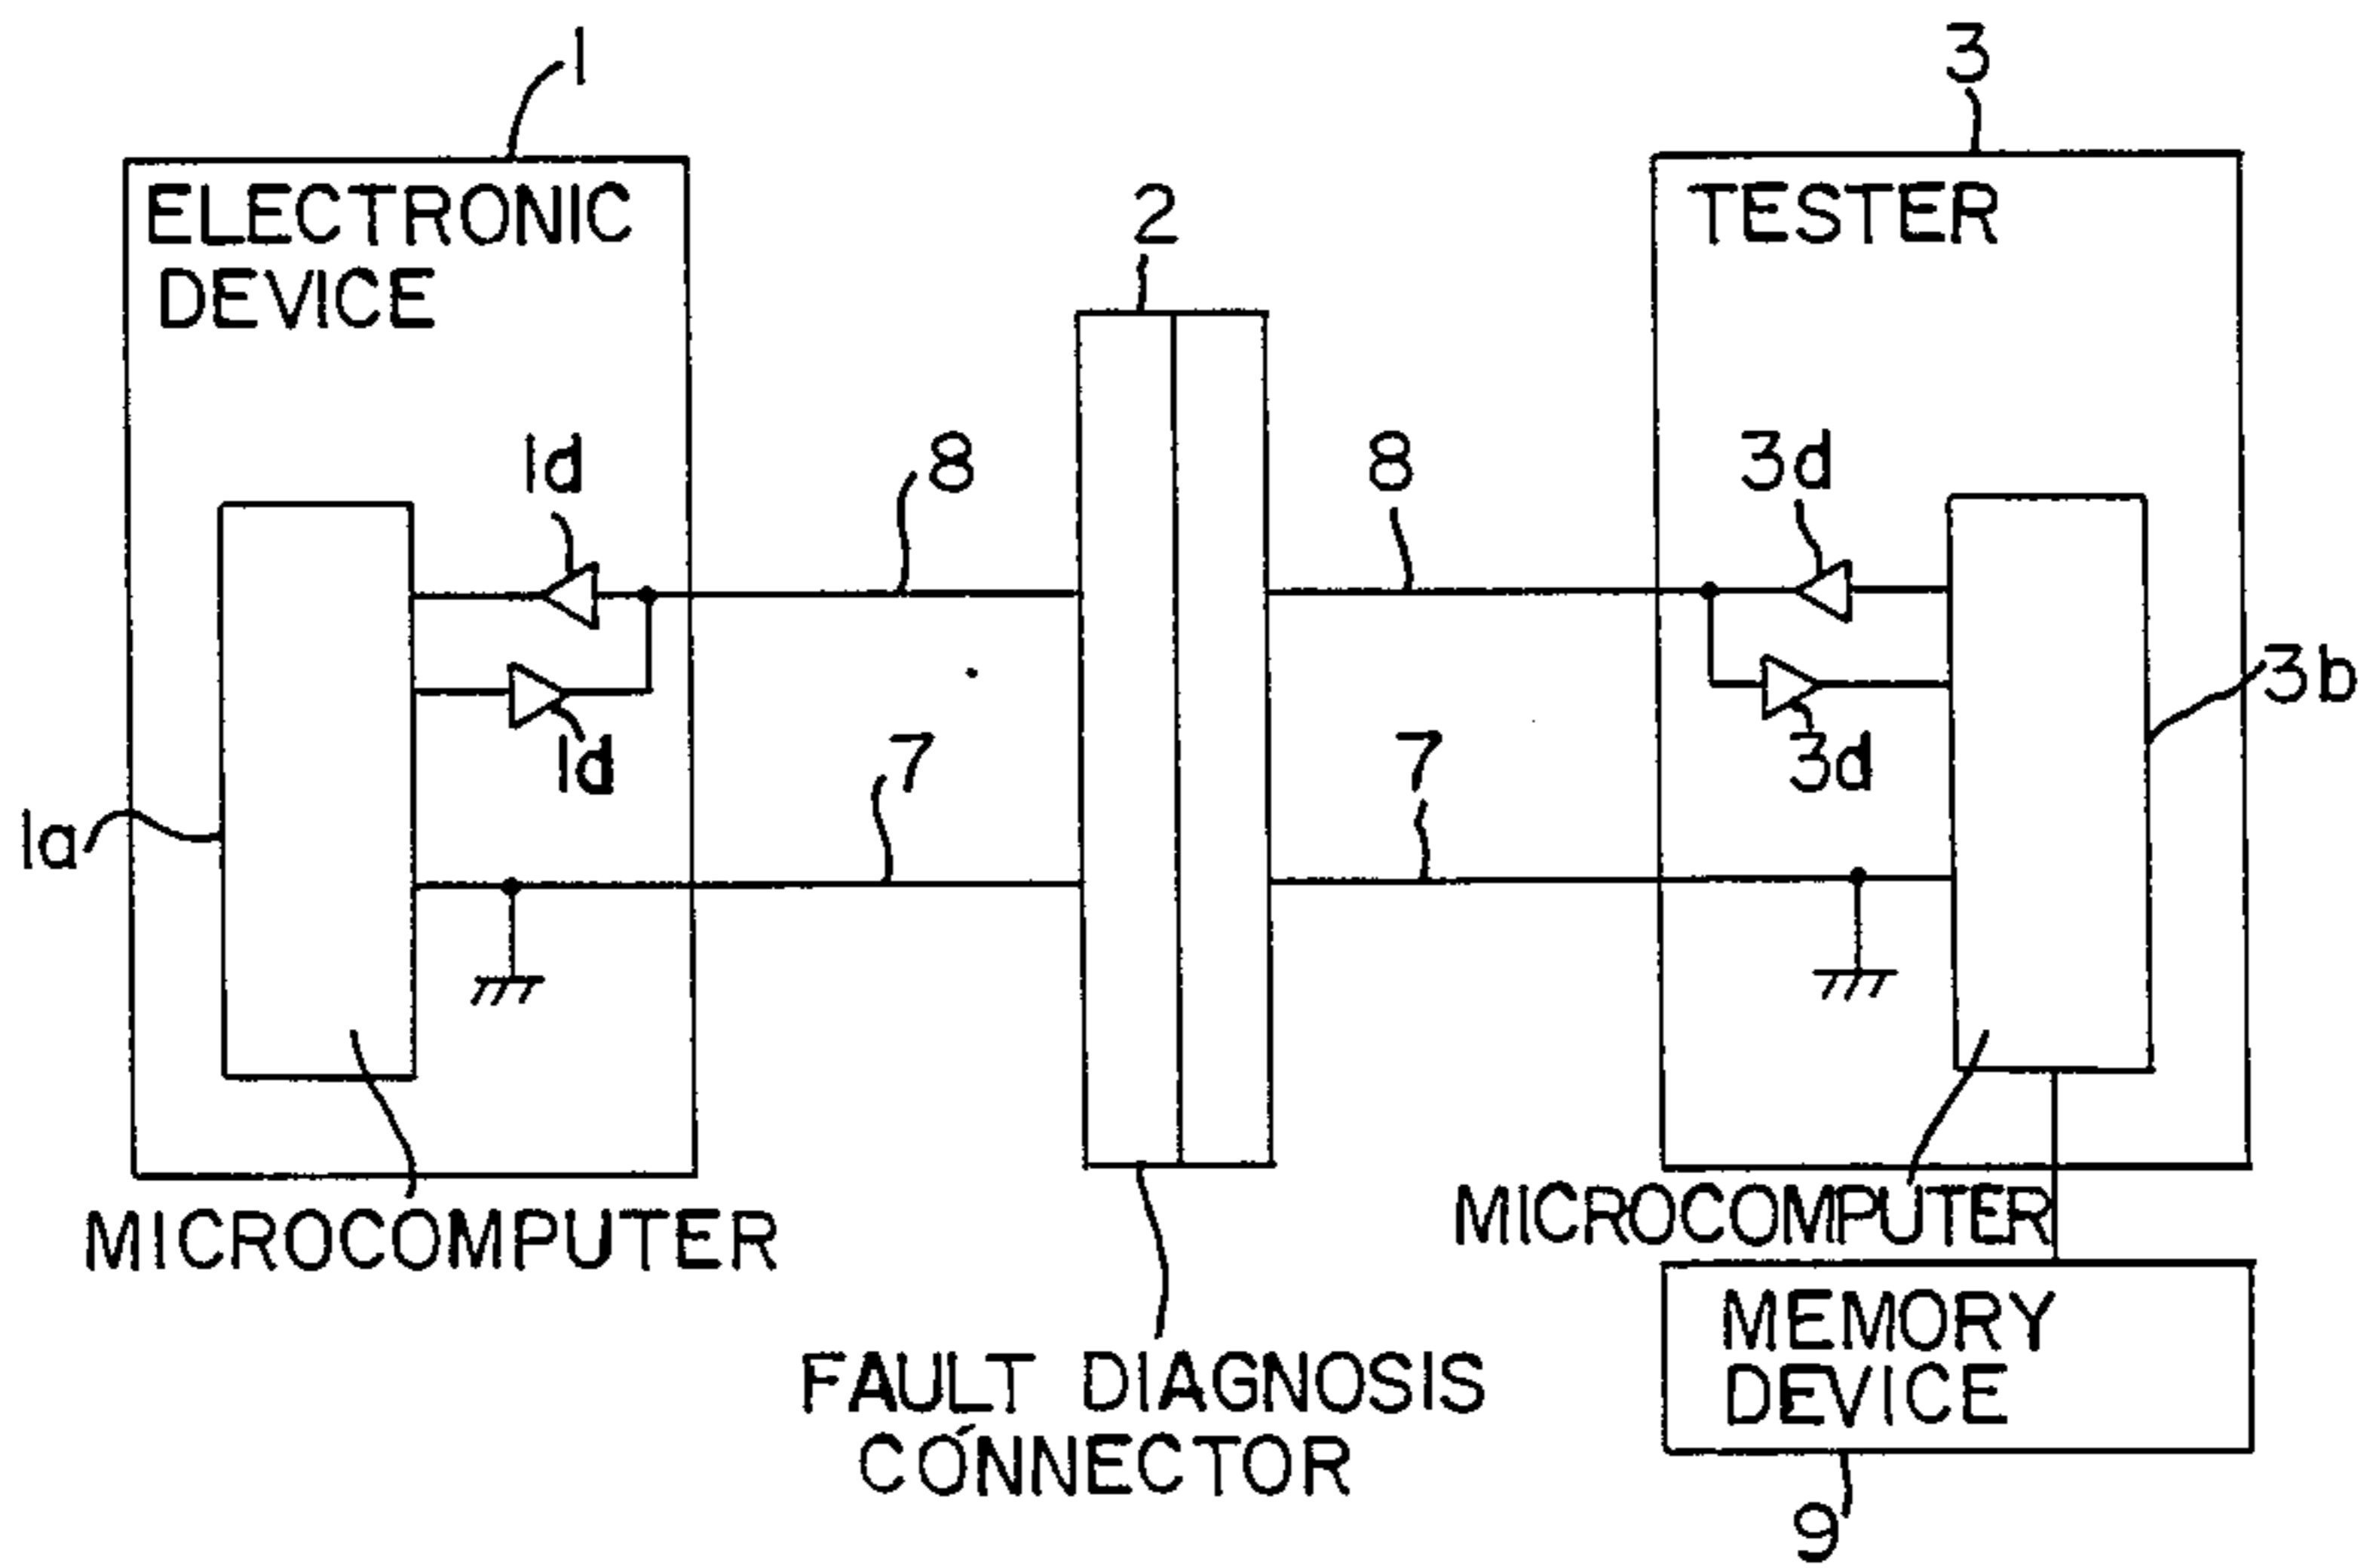 1
3
ELECTRONIC
DEVICE
2
TESTER
1d
8
8
3d
1d
7
7
3d
3b
1a
MICROCOMPUTER
MICROCOMPUTER
FAULT DIAGNOSIS
CONNECTOR
MEMORY
DEVICE
9